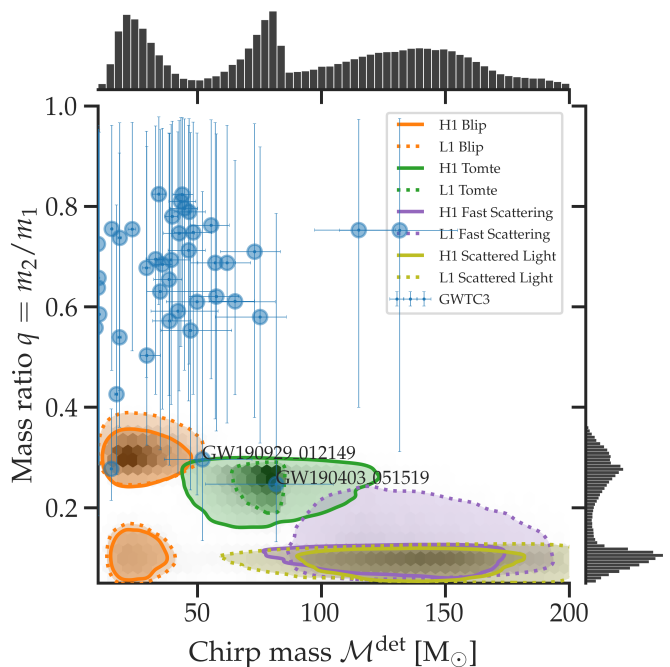 1.0
0.8
0.6
0.4
0.2
Mass ratio q = m₂/m₁
H1 Blip
L1 Blip
H1 Tomte
L1 Tomte
H1 Fast Scattering
L1 Fast Scattering
H1 Scattered Light
L1 Scattered Light
GWTC3
GW190929_012149
GW190403_051519
50
100
150
200
Chirp mass ℳ^det [M_⊙]